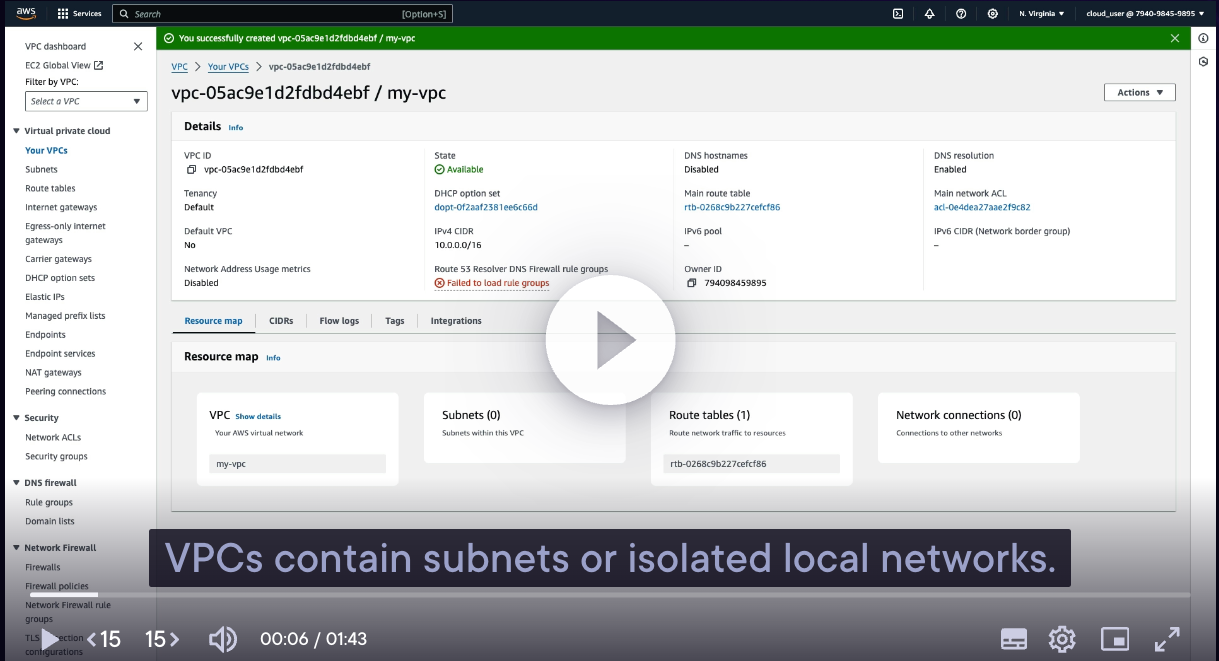 aws
Services
Search
[Option+S]
N. Virginia
cloud_user @ 7940-9845-9895
VPC dashboard
EC2 Global View
Filter by VPC:
Select a VPC
Virtual private cloud
Your VPCs
Subnets
Route tables
Internet gateways
Egress-only internet
gateways
Carrier gateways
DHCP option sets
Elastic IPs
Managed prefix lists
Endpoints
Endpoint services
NAT gateways
Peering connections
Security
Network ACLs
Security groups
DNS firewall
Rule groups
Domain lists
Network Firewall
Firewalls
Firewall policies
Network Firewall rule
groups
TLS
configurations
You successfully created vpc-05ac9e1d2fdbd4ebf / my-vpc
VPC > Your VPCs > vpc-05ac9e1d2fdbd4ebf
vpc-05ac9e1d2fdbd4ebf / my-vpc
Actions
Details Info
VPC ID
vpc-05ac9e1d2fdbd4ebf
State
Available
DNS hostnames
Disabled
DNS resolution
Enabled
Tenancy
Default
DHCP option set
dopt-0f2aaf2381ee6c66d
Main route table
rtb-0268c9b227cefcf86
Main network ACL
acl-0e4dea27aae2f9c82
Default VPC
No
IPv4 CIDR
10.0.0.0/16
IPv6 pool
–
IPv6 CIDR (Network border group)
–
Network Address Usage metrics
Disabled
Route 53 Resolver DNS Firewall rule groups
Failed to load rule groups
Owner ID
794098459895
Resource map
CIDRs
Flow logs
Tags
Integrations
Resource map Info
VPC Show details
Your AWS virtual network
my-vpc
Subnets (0)
Subnets within this VPC
Route tables (1)
Route network traffic to resources
rtb-0268c9b227cefcf86
Network connections (0)
Connections to other networks
VPCs contain subnets or isolated local networks.
15
15
00:06 / 01:43